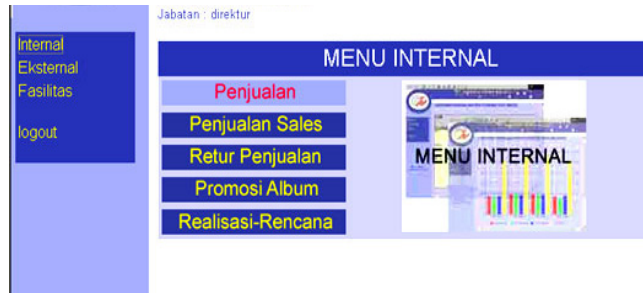 Jabatan : direktur
Internal
Eksternal
Fasilitas
logout
MENU INTERNAL
Penjualan
Penjualan Sales
Retur Penjualan
Promosi Album
Realisasi-Rencana
MENU INTERNAL